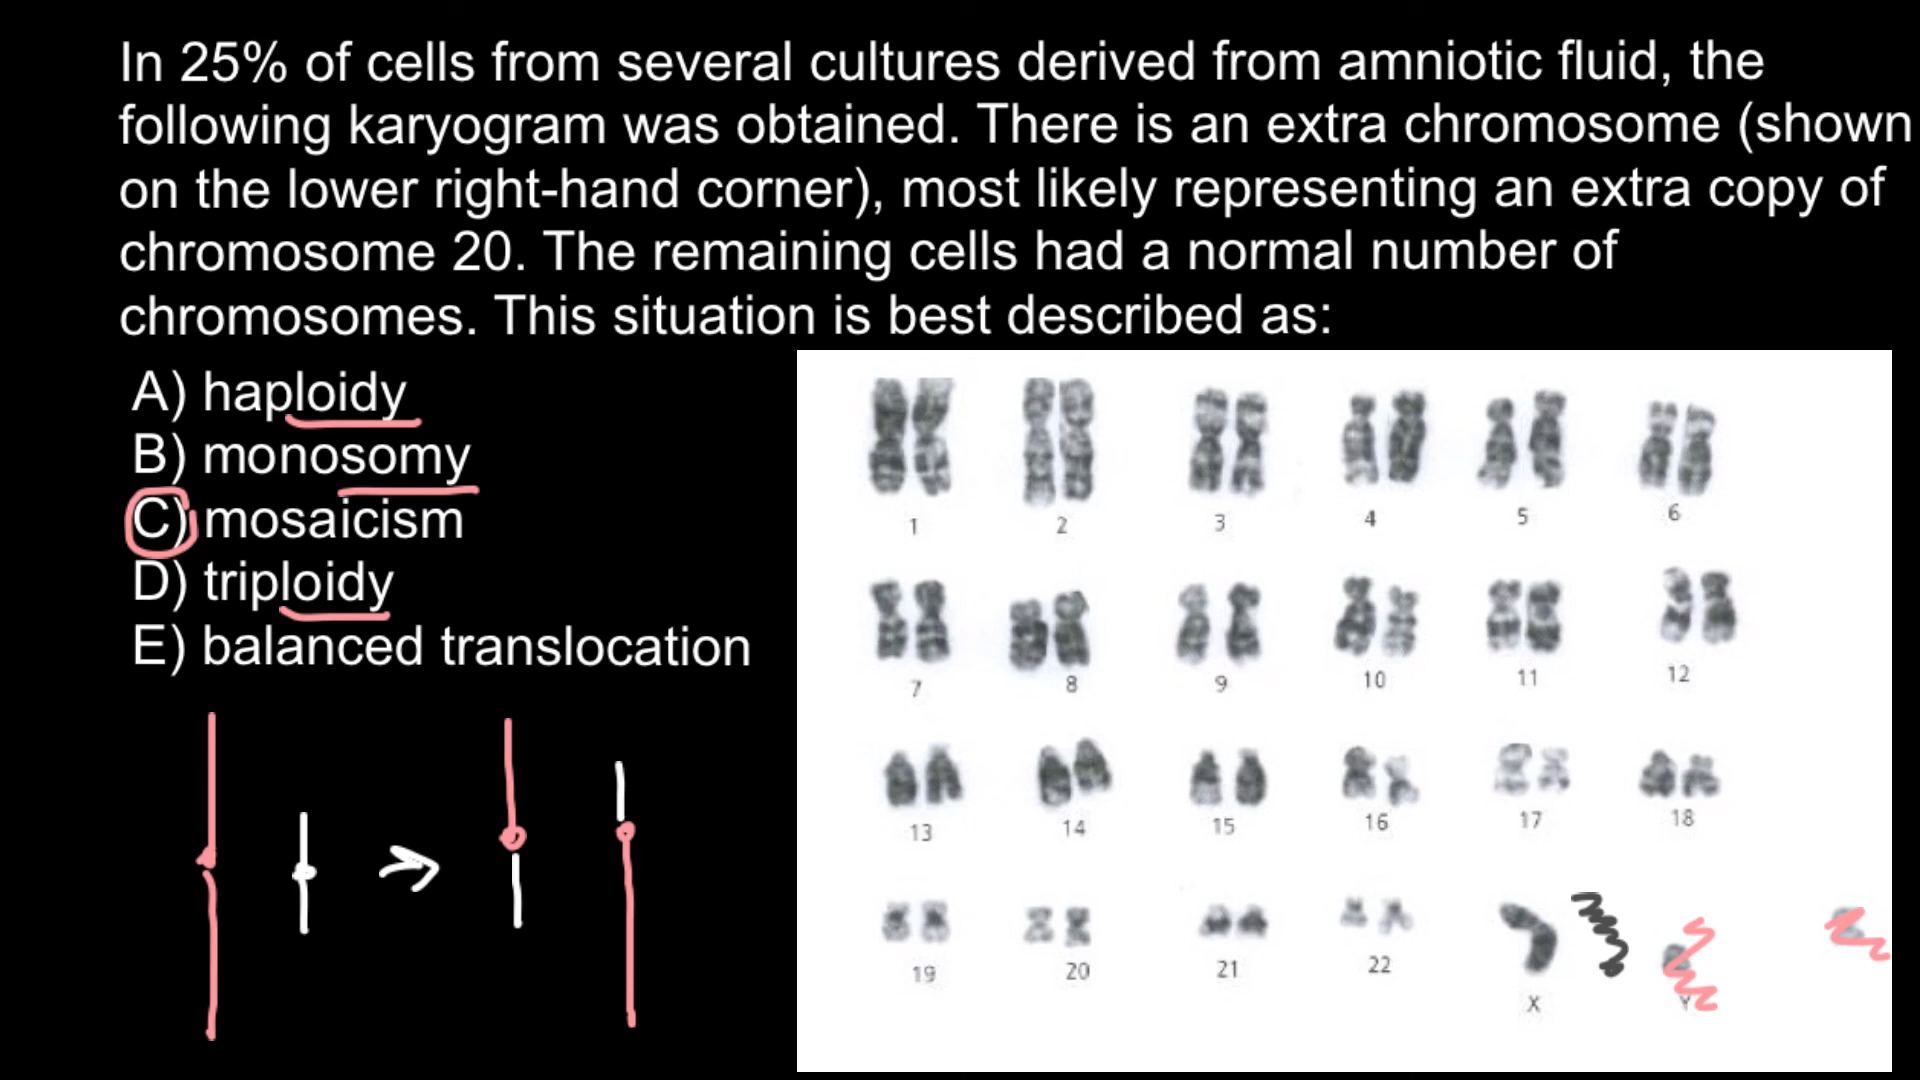 In 25% of cells from several cultures derived from amniotic fluid, the
following karyogram was obtained. There is an extra chromosome (shown
on the lower right-hand corner), most likely representing an extra copy of
chromosome 20. The remaining cells had a normal number of
chromosomes. This situation is best described as:
A) haploidy
B) monosomy
C) mosaicism
D) triploidy
E) balanced translocation
1 2 3 4 5 6
7 8 9 10 11 12
13 14 15 16 17 18
19 20 21 22 X Y